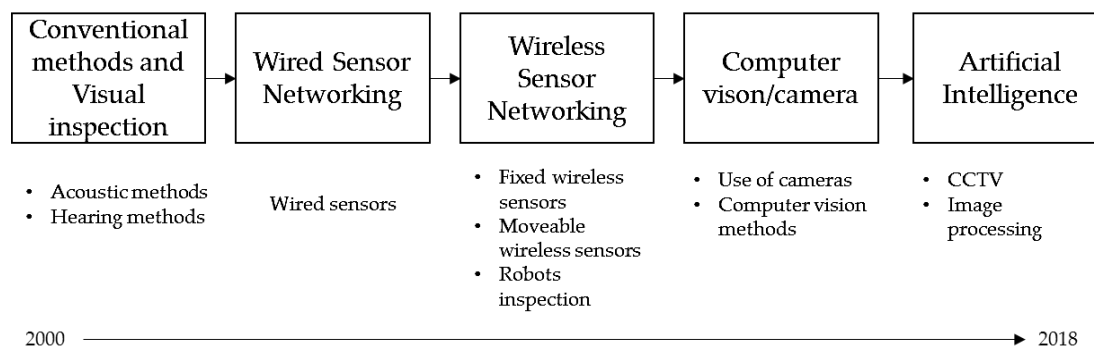 Conventional
methods and
Visual
inspection
Wired Sensor
Networking
Wireless
Sensor
Networking
Computer
vison/camera
Artificial
Intelligence
• Acoustic methods
• Hearing methods
Wired sensors
• Fixed wireless
sensors
• Moveable
wireless sensors
• Robots
inspection
• Use of cameras
• Computer vision
methods
• CCTV
• Image
processing
2000
2018